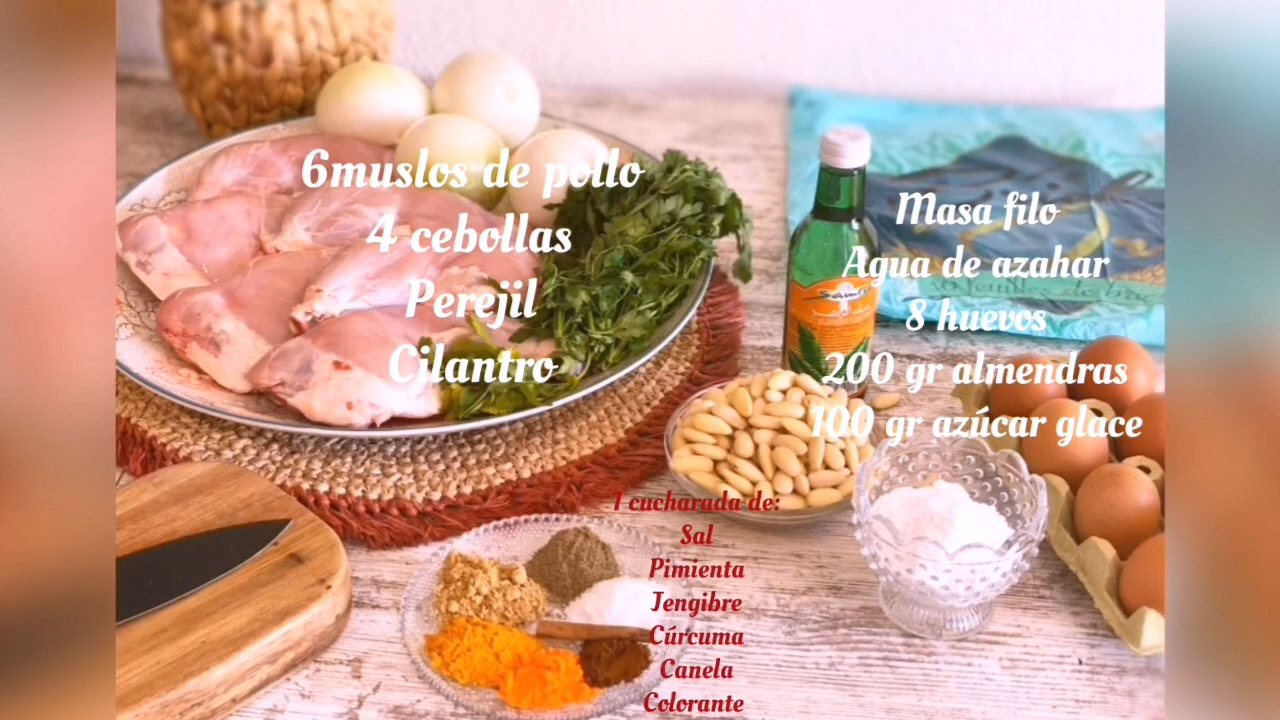 6muslos de pollo
4 cebollas
Perejil
Cilantro
Masa filo
Agua de azahar
8 huevos
200 gr almendras
100 gr azúcar glace
1 cucharada de:
Sal
Pimienta
Jengibre
Cúrcuma
Canela
Colorante